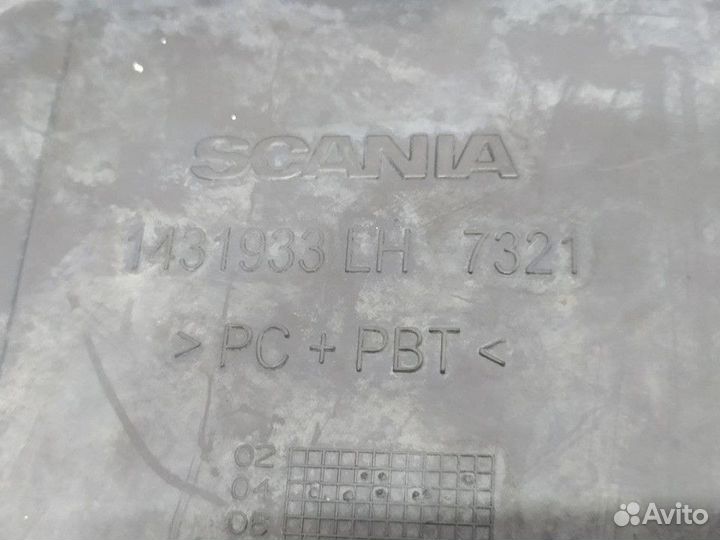 SCANIA
1431933 LH 7321
> PC + PBT <
02
04
06
Avito